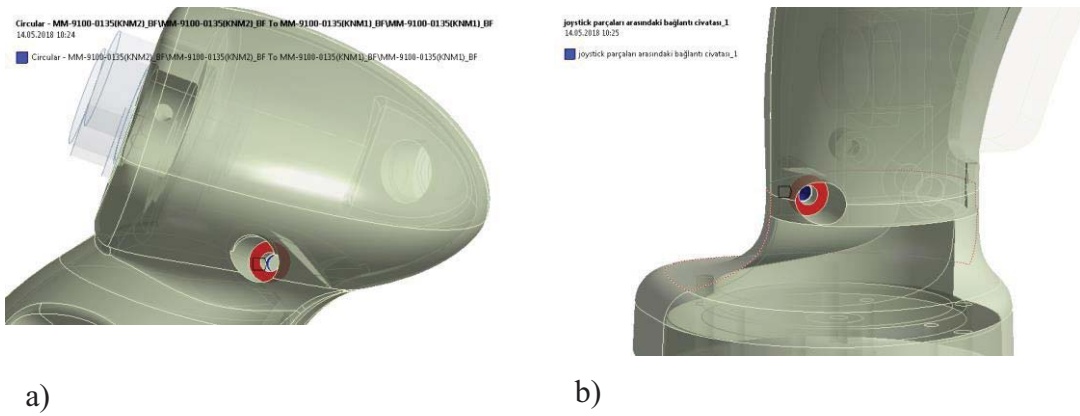 Circular - MM-9100-0135(KNM2)_BF\MM-9100-0135(KNM2)_BF To MM-9100-0135(KNM1)_BF\MM-9100-0135(KNM1)_BF
14.05.2018 10:24
Circular - MM-9100-0135(KNM2)_BF\MM-9100-0135(KNM2)_BF To MM-9100-0135(KNM1)_BF\MM-9100-0135(KNM1)_BF
joystick parçaları arasındaki bağlantı civatası_1
14.05.2018 10:25
joystick parçaları arasındaki bağlantı civatası_1
a)
b)